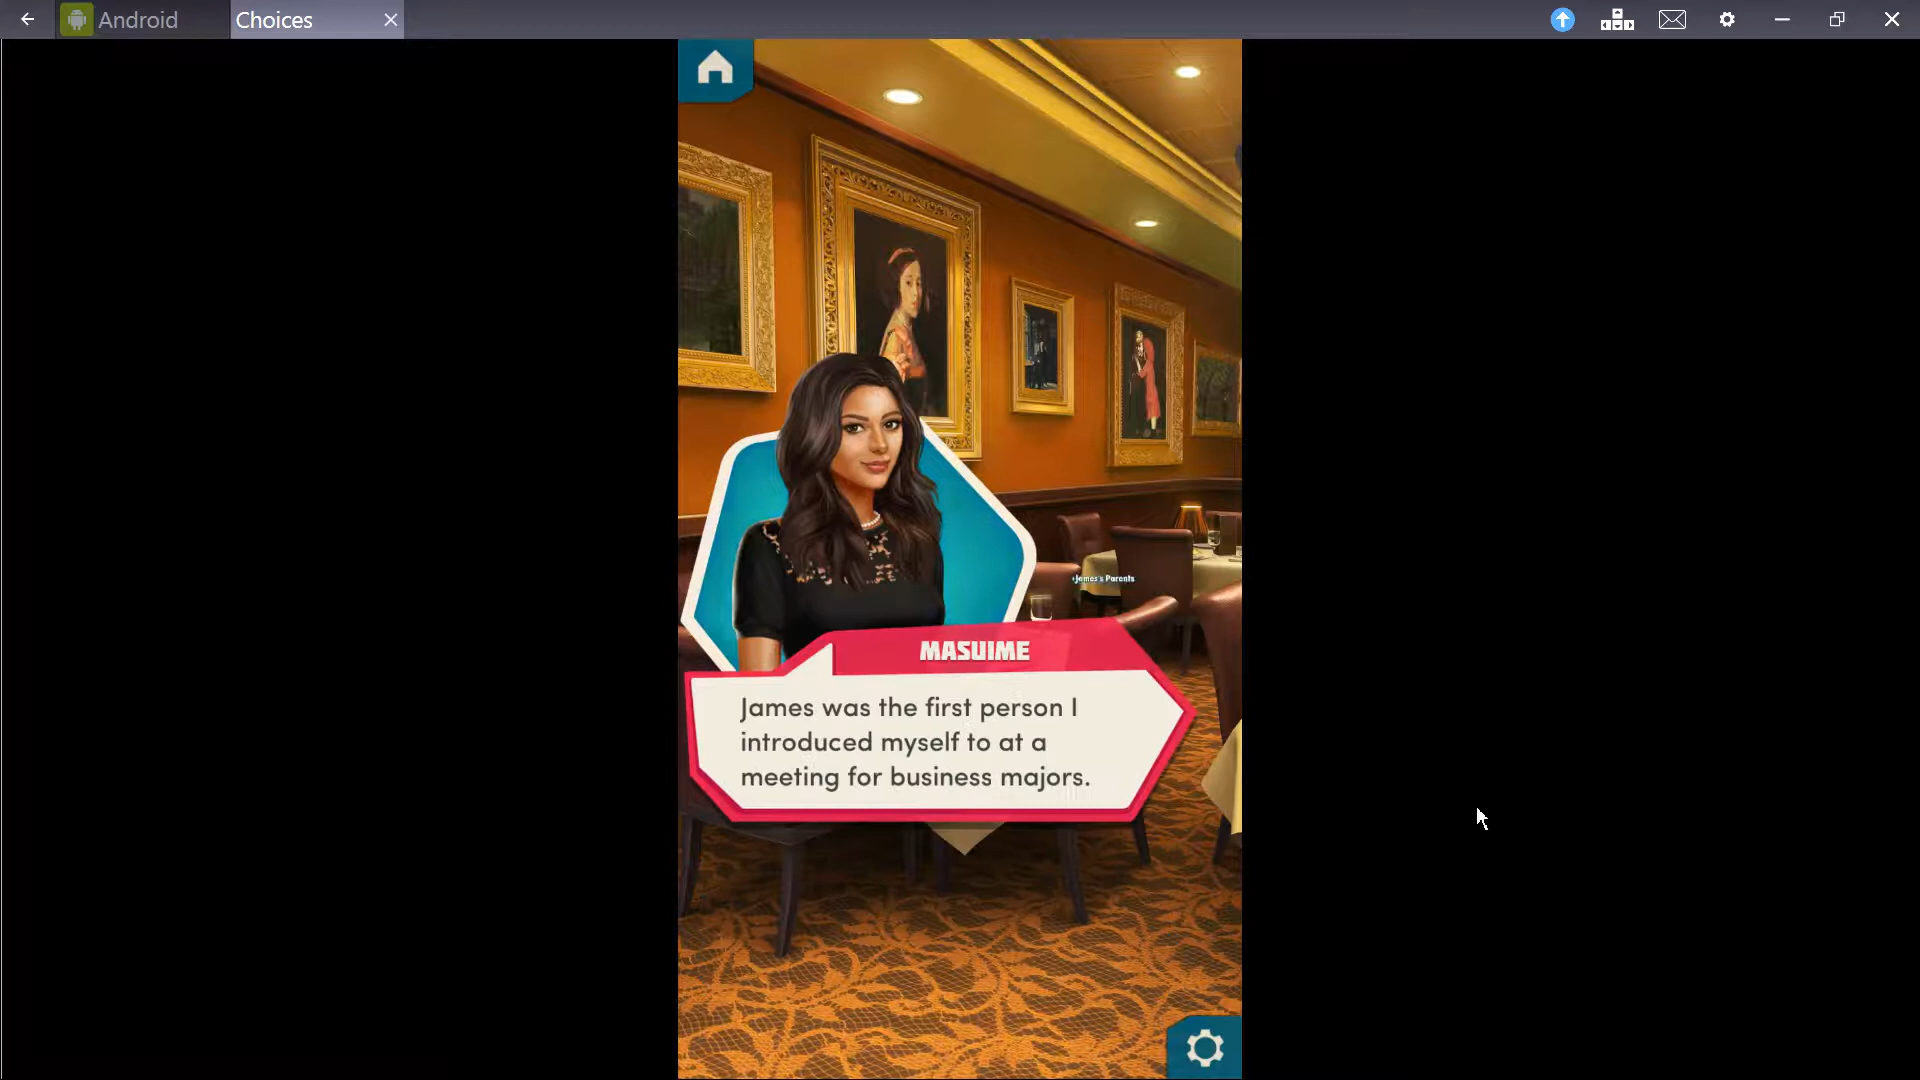 Android
Choices
+James's Parents
MASUIME
James was the first person I
introduced myself to at a
meeting for business majors.